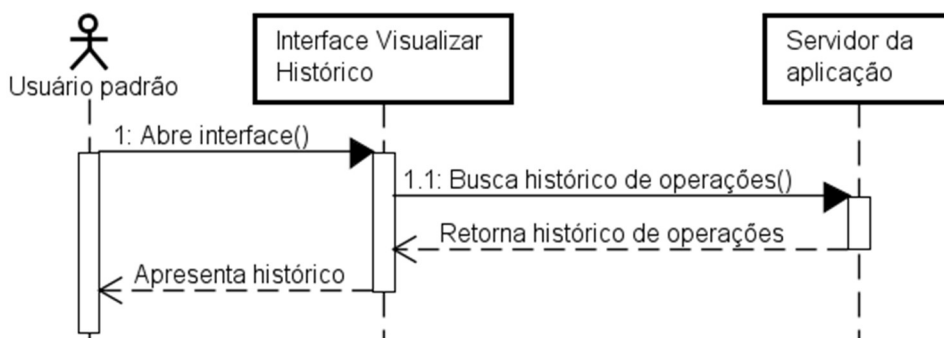 Usuário padrão
Interface Visualizar
Histórico
Servidor da
aplicação
1: Abre interface()
1.1: Busca histórico de operações()
Retorna histórico de operações
Apresenta histórico